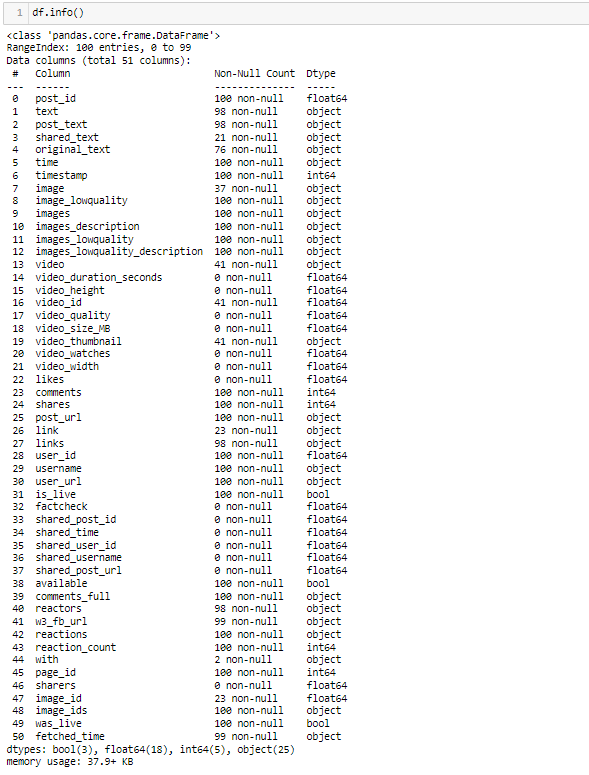 1 df.info()
<class 'pandas.core.frame.DataFrame'>
RangeIndex: 100 entries, 0 to 99
Data columns (total 51 columns):
 #   Column                       Non-Null Count  Dtype
---  ------                       --------------  -----
 0   post_id                      100 non-null    float64
 1   text                         98 non-null     object
 2   post_text                    98 non-null     object
 3   shared_text                  21 non-null     object
 4   original_text                76 non-null     object
 5   time                         100 non-null    object
 6   timestamp                    100 non-null    int64
 7   image                        37 non-null     object
 8   image_lowquality             100 non-null    object
 9   images                       100 non-null    object
 10  images_description           100 non-null    object
 11  images_lowquality            100 non-null    object
 12  images_lowquality_description  100 non-null    object
 13  video                        41 non-null     object
 14  video_duration_seconds       0 non-null      float64
 15  video_height                 0 non-null      float64
 16  video_id                     41 non-null     float64
 17  video_quality                0 non-null      float64
 18  video_size_MB                0 non-null      float64
 19  video_thumbnail              41 non-null     object
 20  video_watches                0 non-null      float64
 21  video_width                  0 non-null      float64
 22  likes                        0 non-null      float64
 23  comments                     100 non-null    int64
 24  shares                       100 non-null    int64
 25  post_url                     100 non-null    object
 26  link                         23 non-null     object
 27  links                        98 non-null     object
 28  user_id                      100 non-null    float64
 29  username                     100 non-null    object
 30  user_url                     100 non-null    object
 31  is_live                      100 non-null    bool
 32  factcheck                    0 non-null      float64
 33  shared_post_id               0 non-null      float64
 34  shared_time                  0 non-null      float64
 35  shared_user_id               0 non-null      float64
 36  shared_username              0 non-null      float64
 37  shared_post_url              0 non-null      float64
 38  available                    100 non-null    bool
 39  comments_full                100 non-null    object
 40  reactors                     98 non-null     object
 41  w3_fb_url                    99 non-null     object
 42  reactions                    100 non-null    object
 43  reaction_count               100 non-null    int64
 44  with                         2 non-null      object
 45  page_id                      100 non-null    int64
 46  sharers                      0 non-null      float64
 47  image_id                     23 non-null     float64
 48  image_ids                    100 non-null    object
 49  was_live                     100 non-null    bool
 50  fetched_time                 99 non-null     object
dtypes: bool(3), float64(18), int64(5), object(25)
memory usage: 37.9+ KB